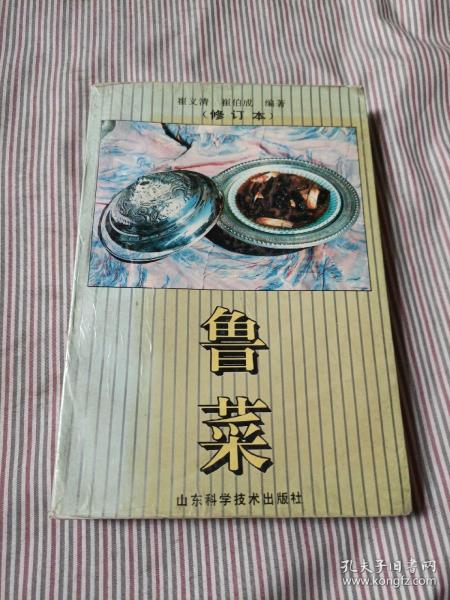 崔义清 崔伯成 编著
（修订本）
鲁
菜
山东科学技术出版社
孔夫子旧书网
www.kongfz.com